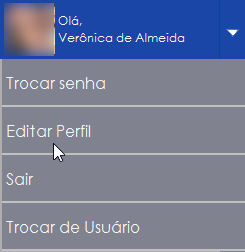 Olá,
Verônica de Almeida
Trocar senha
Editar Perfil
Sair
Trocar de Usuário